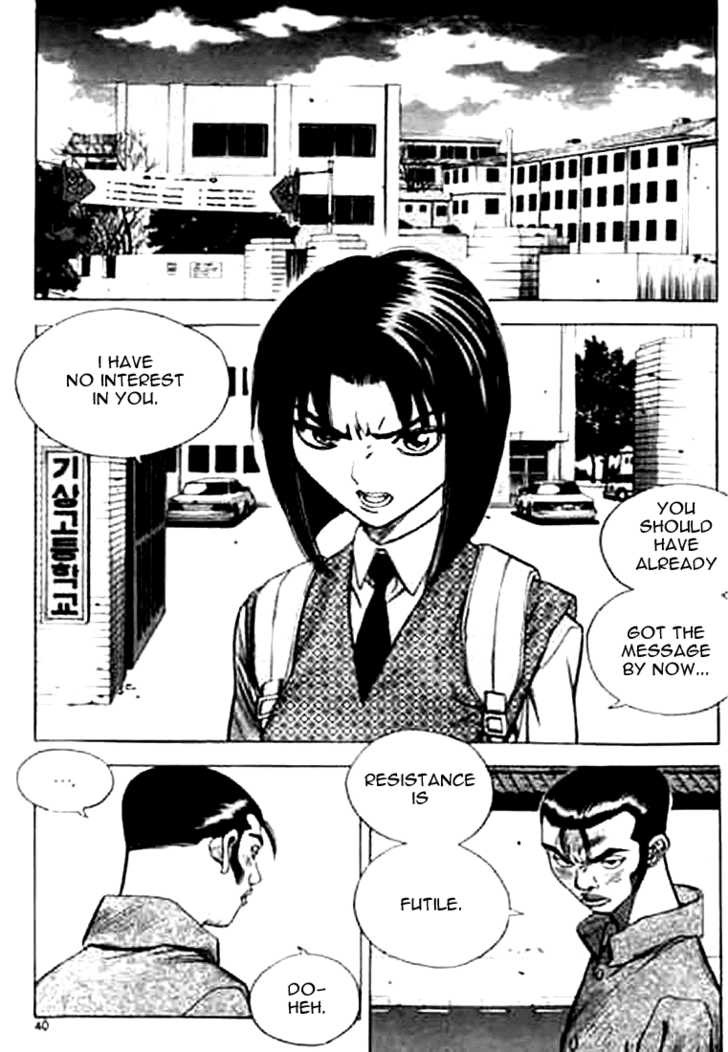 I HAVE
NO INTEREST
IN YOU.
기상고등학교
YOU
SHOULD
HAVE
ALREADY
GOT THE
MESSAGE
BY NOW...
...
RESISTANCE
IS
FUTILE.
DO-
HEH.
40